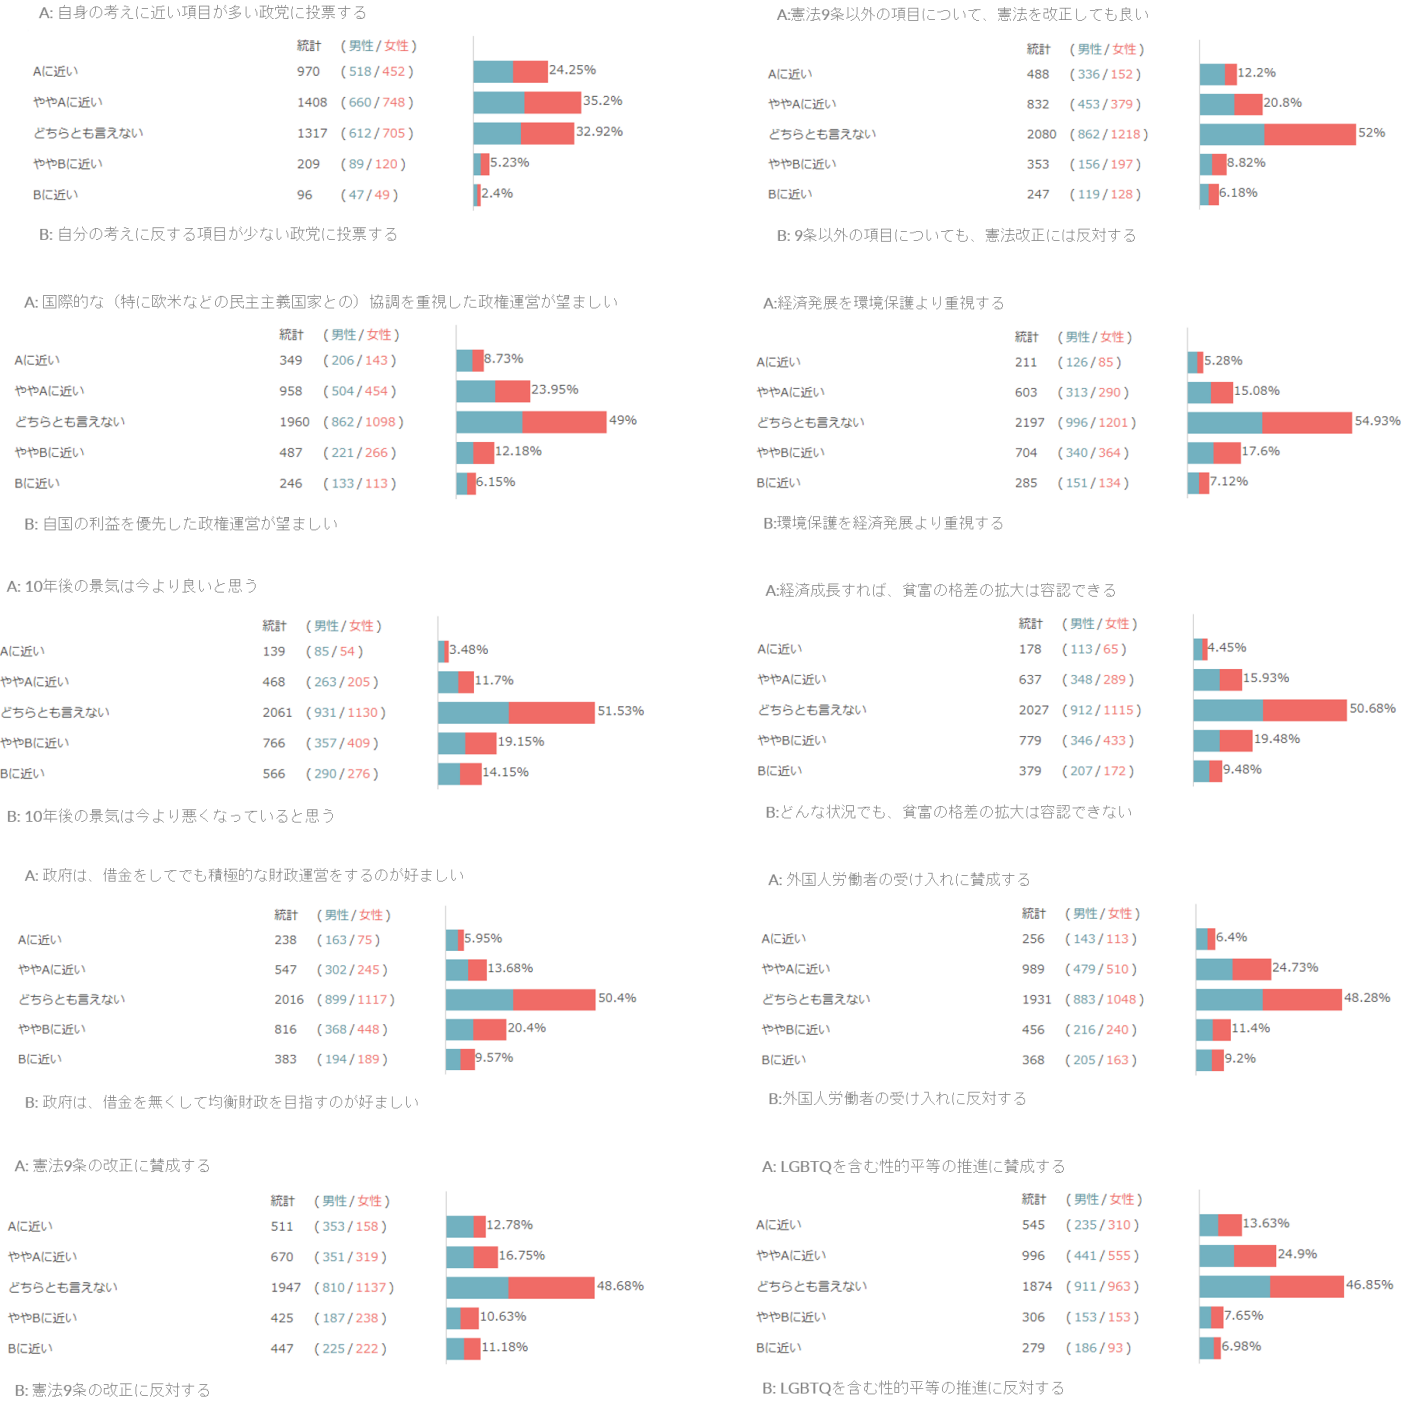 A: 自身の考えに近い項目が多い政党に投票する
統計 (男性/女性)
Aに近い 970 (518/452) 24.25%
ややAに近い 1408 (660/748) 35.2%
どちらとも言えない 1317 (612/705) 32.92%
ややBに近い 209 (89/120) 5.23%
Bに近い 96 (47/49) 2.4%
B: 自分の考えに反する項目が少ない政党に投票する
A:憲法9条以外の項目について、憲法を改正しても良い
統計 (男性/女性)
Aに近い 488 (336/152) 12.2%
ややAに近い 832 (453/379) 20.8%
どちらとも言えない 2080 (862/1218) 52%
ややBに近い 353 (156/197) 8.82%
Bに近い 247 (119/128) 6.18%
B: 9条以外の項目についても、憲法改正には反対する
A: 国際的な（特に欧米などの民主主義国家との）協調を重視した政権運営が望ましい
統計 (男性/女性)
Aに近い 349 (206/143) 8.73%
ややAに近い 958 (504/454) 23.95%
どちらとも言えない 1960 (862/1098) 49%
ややBに近い 487 (221/266) 12.18%
Bに近い 246 (133/113) 6.15%
B: 自国の利益を優先した政権運営が望ましい
A:経済発展を環境保護より重視する
統計 (男性/女性)
Aに近い 211 (126/85) 5.28%
ややAに近い 603 (313/290) 15.08%
どちらとも言えない 2197 (996/1201) 54.93%
ややBに近い 704 (340/364) 17.6%
Bに近い 285 (151/134) 7.12%
B:環境保護を経済発展より重視する
A: 10年後の景気は今より良いと思う
統計 (男性/女性)
Aに近い 139 (85/54) 3.48%
ややAに近い 468 (263/205) 11.7%
どちらとも言えない 2061 (931/1130) 51.53%
ややBに近い 766 (357/409) 19.15%
Bに近い 566 (290/276) 14.15%
B: 10年後の景気は今より悪くなっていると思う
A:経済成長すれば、貧富の格差の拡大は容認できる
統計 (男性/女性)
Aに近い 178 (113/65) 4.45%
ややAに近い 637 (348/289) 15.93%
どちらとも言えない 2027 (912/1115) 50.68%
ややBに近い 779 (346/433) 19.48%
Bに近い 379 (207/172) 9.48%
B:どんな状況でも、貧富の格差の拡大は容認できない
A: 政府は、借金をしてでも積極的な財政運営をするのが好ましい
統計 (男性/女性)
Aに近い 238 (163/75) 5.95%
ややAに近い 547 (302/245) 13.68%
どちらとも言えない 2016 (899/1117) 50.4%
ややBに近い 816 (368/448) 20.4%
Bに近い 383 (194/189) 9.57%
B: 政府は、借金を無くして均衡財政を目指すのが好ましい
A: 外国人労働者の受け入れに賛成する
統計 (男性/女性)
Aに近い 256 (143/113) 6.4%
ややAに近い 989 (479/510) 24.73%
どちらとも言えない 1931 (883/1048) 48.28%
ややBに近い 456 (216/240) 11.4%
Bに近い 368 (205/163) 9.2%
B:外国人労働者の受け入れに反対する
A: 憲法9条の改正に賛成する
統計 (男性/女性)
Aに近い 511 (353/158) 12.78%
ややAに近い 670 (351/319) 16.75%
どちらとも言えない 1947 (810/1137) 48.68%
ややBに近い 425 (187/238) 10.63%
Bに近い 447 (225/222) 11.18%
B: 憲法9条の改正に反対する
A: LGBTQを含む性的平等の推進に賛成する
統計 (男性/女性)
Aに近い 545 (235/310) 13.63%
ややAに近い 996 (441/555) 24.9%
どちらとも言えない 1874 (911/963) 46.85%
ややBに近い 306 (153/153) 7.65%
Bに近い 279 (186/93) 6.98%
B: LGBTQを含む性的平等の推進に反対する